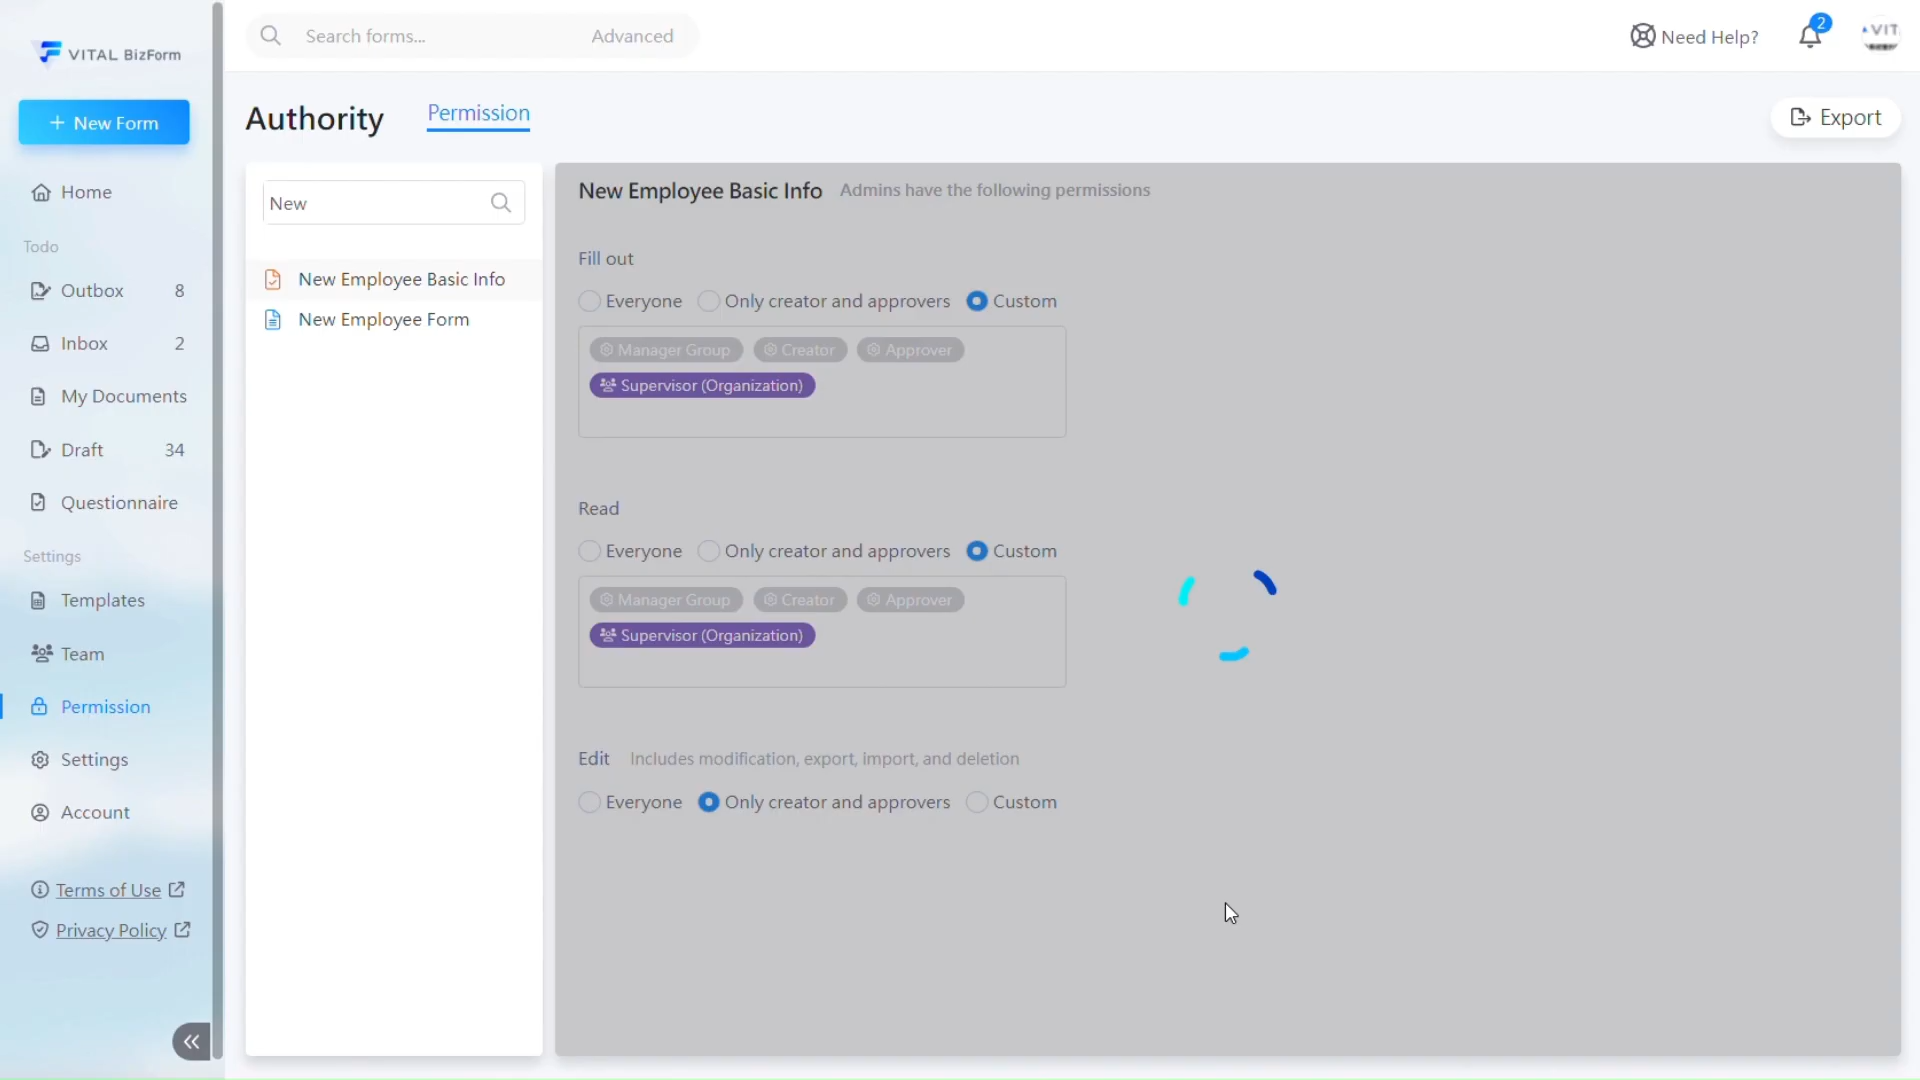 VITAL BizForm
+ New Form
Home
Todo
Outbox 8
Inbox 2
My Documents
Draft 34
Questionnaire
Settings
Templates
Team
Permission
Settings
Account
Terms of Use
Privacy Policy
Search forms... Advanced
Need Help?
2
VIT
Authority Permission
Export
New
New Employee Basic Info
New Employee Form
New Employee Basic Info Admins have the following permissions
Fill out
Everyone Only creator and approvers Custom
Manager Group Creator Approver
Supervisor (Organization)
Read
Everyone Only creator and approvers Custom
Manager Group Creator Approver
Supervisor (Organization)
Edit Includes modification, export, import, and deletion
Everyone Only creator and approvers Custom